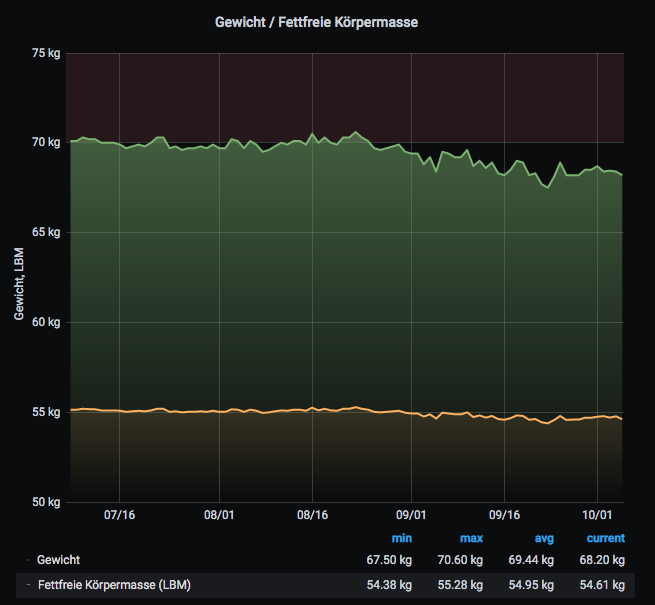 Gewicht / Fettfreie Körpermasse
75 kg
70 kg
65 kg
60 kg
55 kg
50 kg
Gewicht, LBM
07/16 08/01 08/16 09/01 09/16 10/01
min max avg current
Gewicht 67.50 kg 70.60 kg 69.44 kg 68.20 kg
Fettfreie Körpermasse (LBM) 54.38 kg 55.28 kg 54.95 kg 54.61 kg